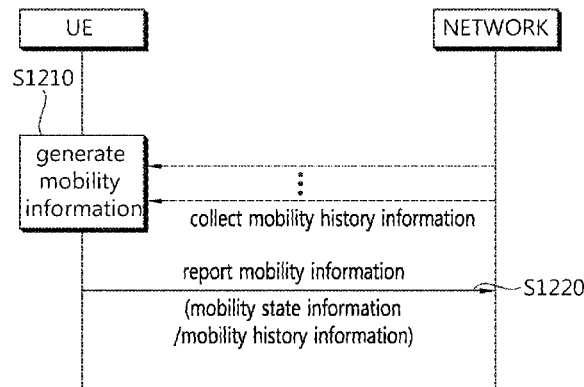 UE
NETWORK
S1210
generate
mobility
information
collect mobility history information
report mobility information
S1220
(mobility state information
/mobility history information)